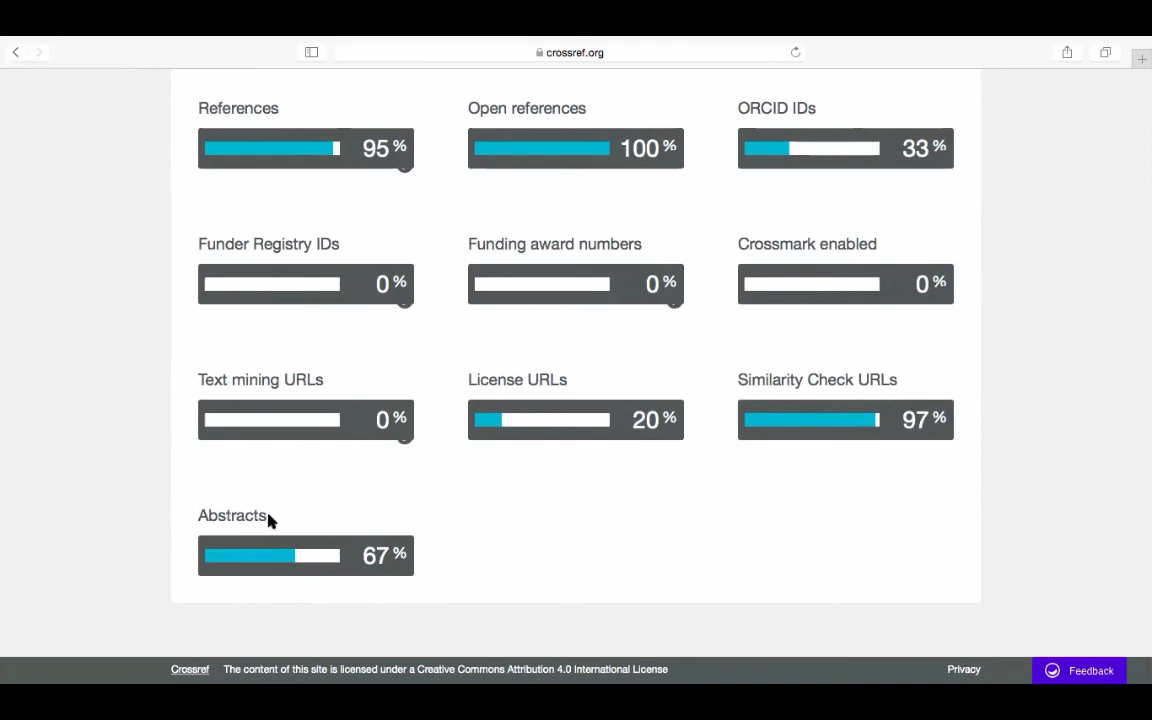 crossref.org
References
Open references
ORCID IDs
95 %
100 %
33 %
Funder Registry IDs
Funding award numbers
Crossmark enabled
0 %
0 %
0 %
Text mining URLs
License URLs
Similarity Check URLs
0 %
20 %
97 %
Abstracts
67 %
Crossref The content of this site is licensed under a Creative Commons Attribution 4.0 International License
Privacy
Feedback